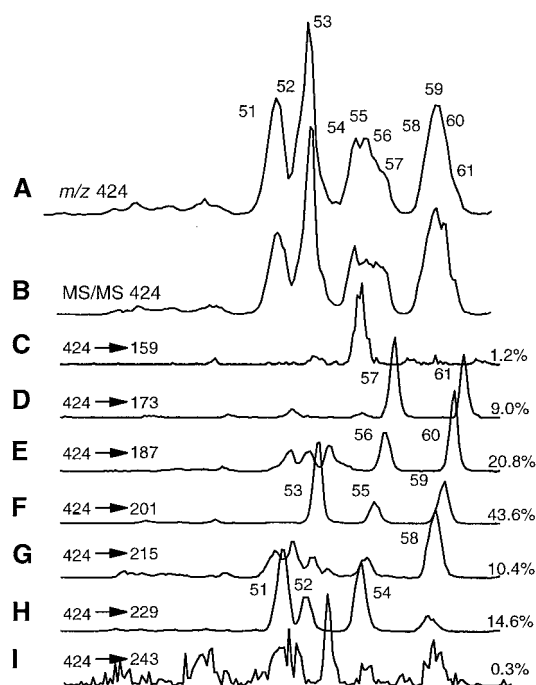 53
52
51
59
55
58
60
54
56
57
61
A m/z 424
B MS/MS 424
C 424 → 159 1.2%
57 61
D 424 → 173 9.0%
56 60
E 424 → 187 20.8%
53 55 59
F 424 → 201 43.6%
58
G 424 → 215 10.4%
51 52 54
H 424 → 229 14.6%
I 424 → 243 0.3%